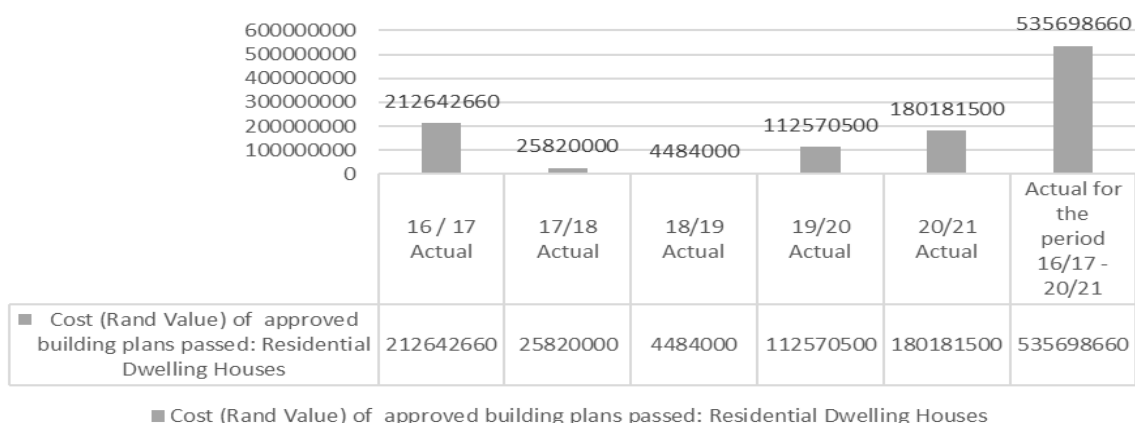 600000000
500000000
400000000
300000000
200000000
100000000
0
212642660
25820000
4484000
112570500
180181500
535698660
16 / 17
Actual
17/18
Actual
18/19
Actual
19/20
Actual
20/21
Actual
Actual for
the
period
16/17 -
20/21
Cost (Rand Value) of approved
building plans passed: Residential
Dwelling Houses
212642660
25820000
4484000
112570500
180181500
535698660
Cost (Rand Value) of approved building plans passed: Residential Dwelling Houses